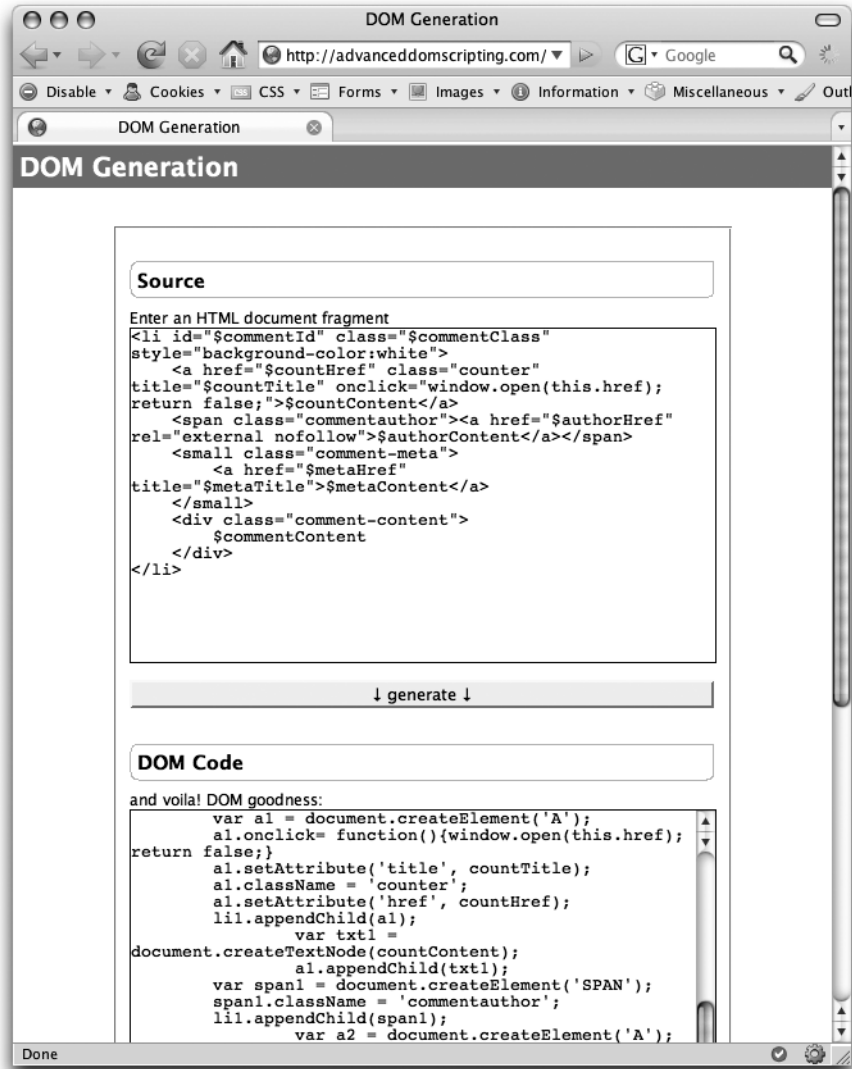 DOM Generation
http://advanceddomscripting.com/
G Google
Disable Cookies CSS Forms Images Information Miscellaneous
DOM Generation
DOM Generation
Source
Enter an HTML document fragment
<li id="$commentId" class="$commentClass"
style="background-color:white">
    <a href="$countHref" class="counter"
title="$countTitle" onclick="window.open(this.href);
return false;">$countContent</a>
    <span class="commentauthor"><a href="$authorHref"
rel="external nofollow">$authorContent</a></span>
    <small class="comment-meta">
        <a href="$metaHref"
title="$metaTitle">$metaContent</a>
    </small>
    <div class="comment-content">
        $commentContent
    </div>
</li>
↓ generate ↓
DOM Code
and voila! DOM goodness:
        var a1 = document.createElement('A');
        a1.onclick= function(){window.open(this.href);
return false;}
        a1.setAttribute('title', countTitle);
        a1.className = 'counter';
        a1.setAttribute('href', countHref);
        li1.appendChild(a1);
                var txt1 =
document.createTextNode(countContent);
                a1.appendChild(txt1);
        var span1 = document.createElement('SPAN');
        span1.className = 'commentauthor';
        li1.appendChild(span1);
                var a2 = document.createElement('A');
Done